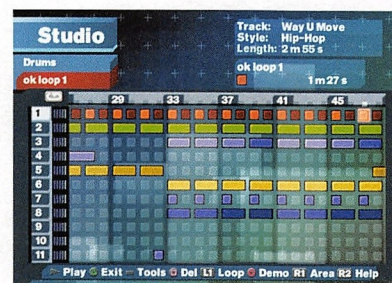 Studio
Track: Way U Move
Style: Hip-Hop
Length: 2 m 55 s
Drums
ok loop 1
ok loop 1
1 m 27 s
29 33 37 41 45
1
2
3
4
5
6
7
8
9
10
11
Play Exit Tools Del L1 Loop Demo R1 Area R2 Help